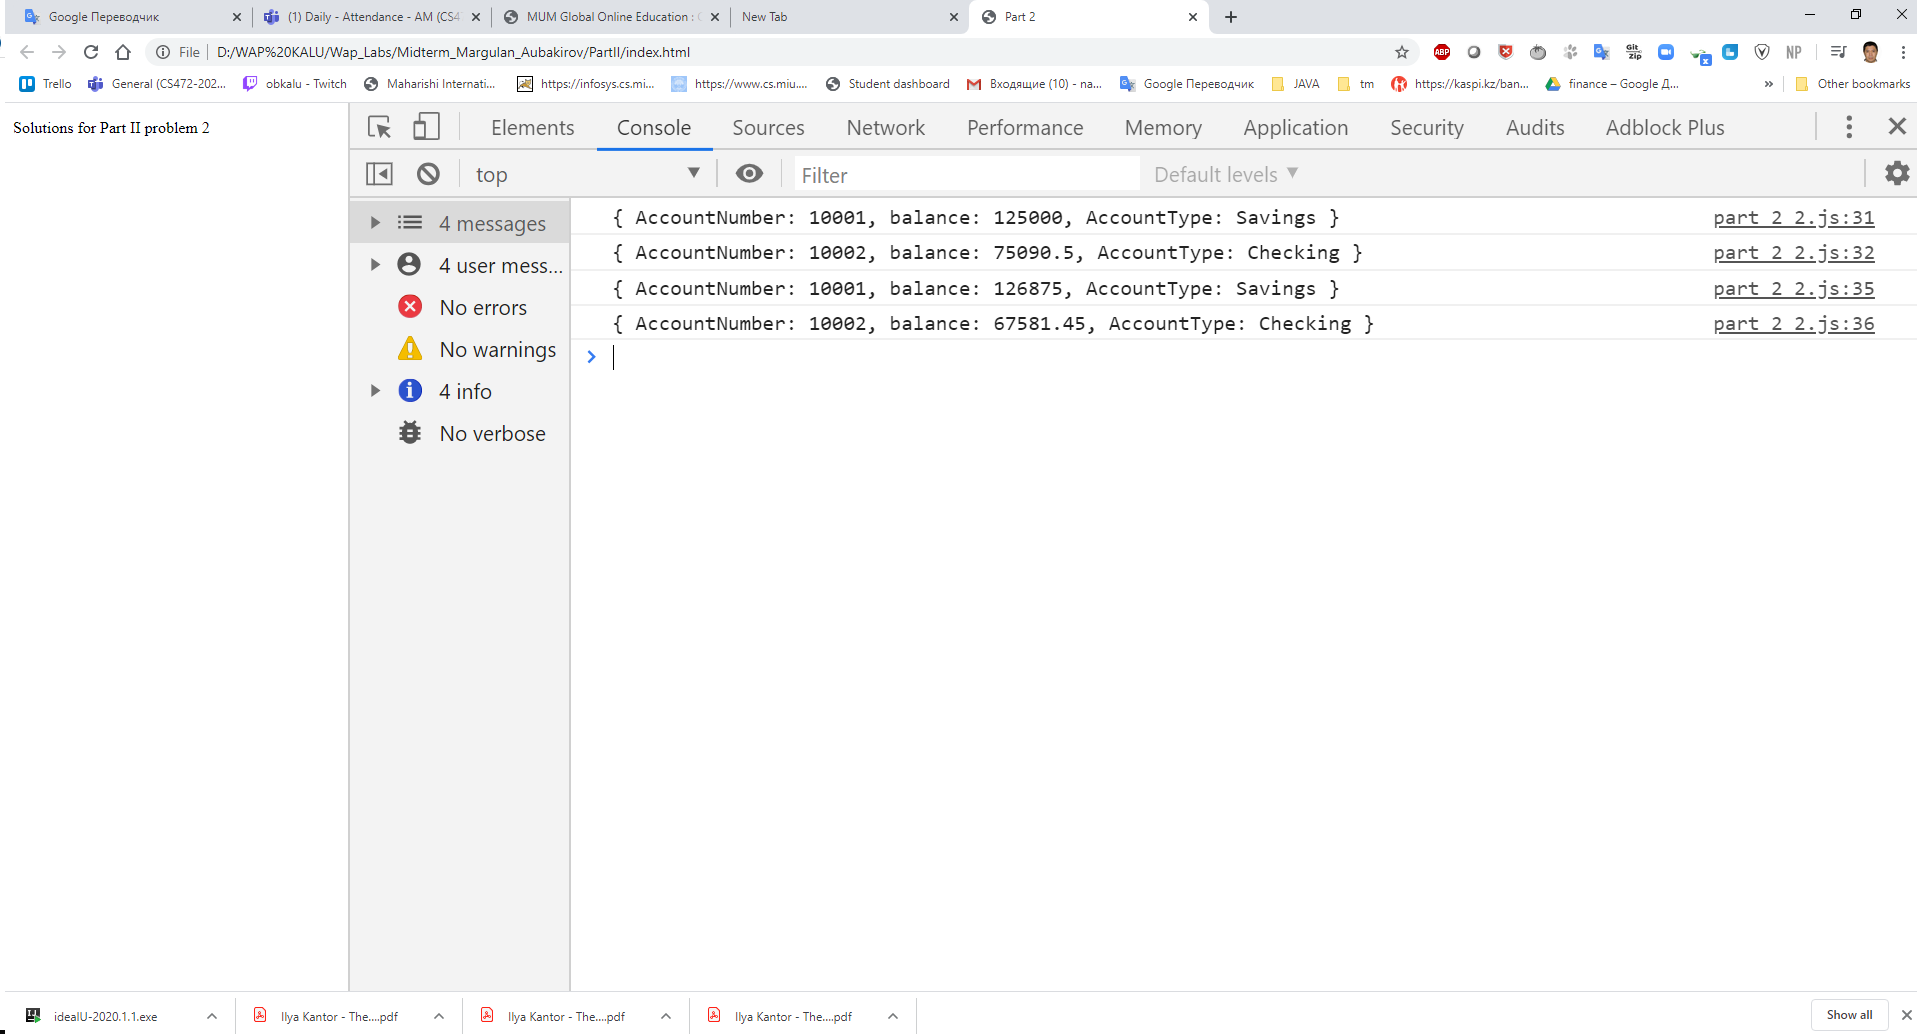 Google Переводчик
(1) Daily - Attendance - AM (CS4
MUM Global Online Education :
New Tab
Part 2
File
D:/WAP%20KALU/Wap_Labs/Midterm_Margulan_Aubakirov/PartII/index.html
ABP
Git Zip
NP
Trello
General (CS472-202...
obkalu - Twitch
Maharishi Internati...
https://infosys.cs.mi...
https://www.cs.miu....
Student dashboard
Входящие (10) - na...
Google Переводчик
JAVA
tm
https://kaspi.kz/ban...
finance – Google Д...
»
Other bookmarks
Solutions for Part II problem 2
Elements
Console
Sources
Network
Performance
Memory
Application
Security
Audits
Adblock Plus
top
Filter
Default levels
4 messages
4 user mess...
No errors
No warnings
4 info
No verbose
{ AccountNumber: 10001, balance: 125000, AccountType: Savings }
part 2 2.js:31
{ AccountNumber: 10002, balance: 75090.5, AccountType: Checking }
part 2 2.js:32
{ AccountNumber: 10001, balance: 126875, AccountType: Savings }
part 2 2.js:35
{ AccountNumber: 10002, balance: 67581.45, AccountType: Checking }
part 2 2.js:36
idealU-2020.1.1.exe
Ilya Kantor - The....pdf
Ilya Kantor - The....pdf
Ilya Kantor - The....pdf
Show all